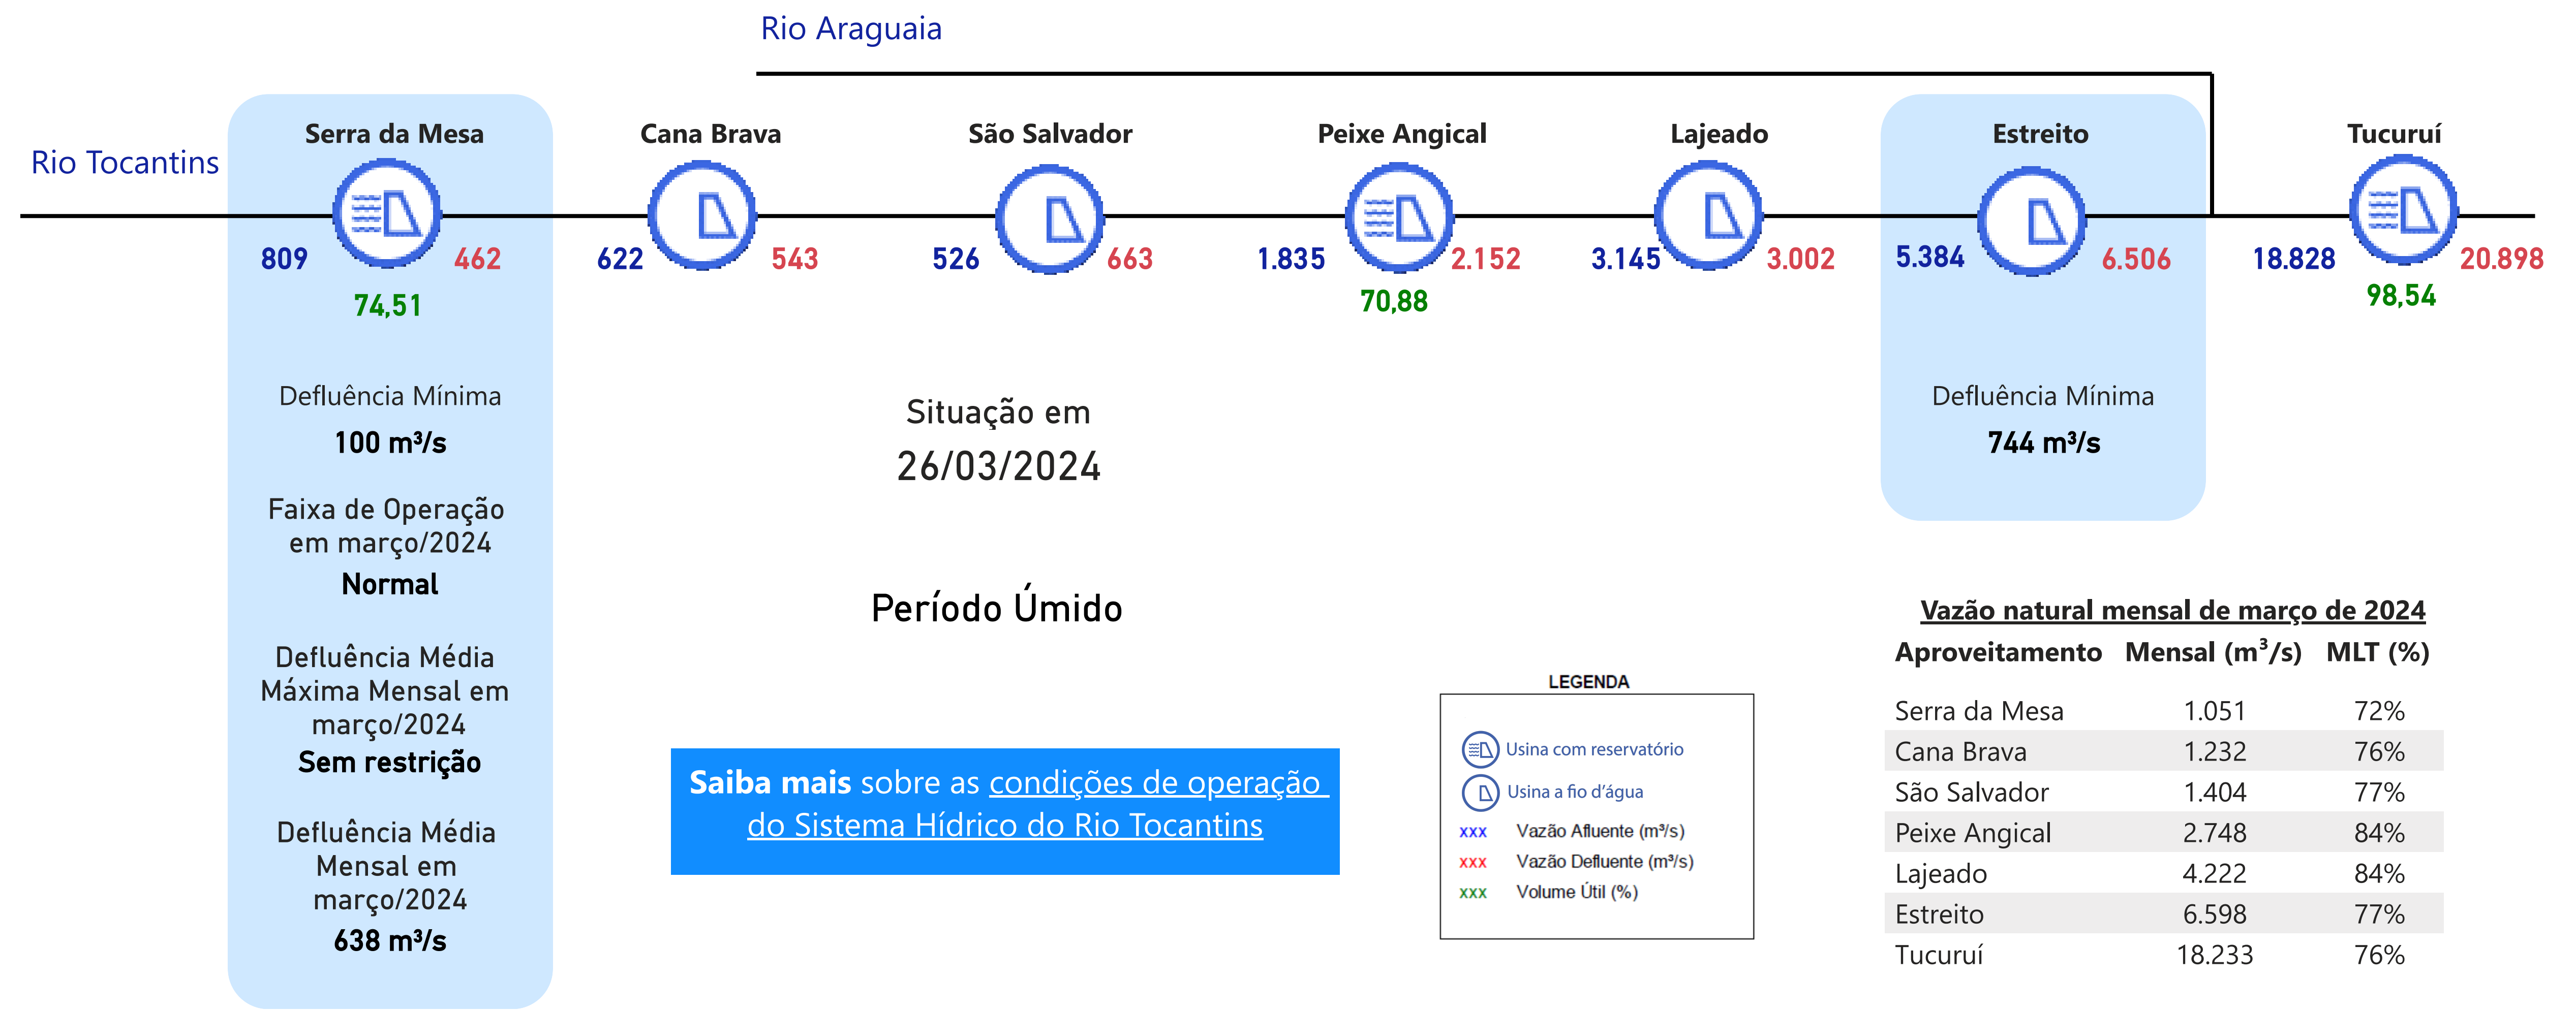 Rio Araguaia
Rio Tocantins
Serra da Mesa
Cana Brava
São Salvador
Peixe Angical
Lajeado
Estreito
Tucuruí
809 462
622 543
526 663
1.835 2.152
3.145 3.002
5.384 6.506
18.828 20.898
74,51
70,88
98,54
Defluência Mínima
100 m³/s
Faixa de Operação
em março/2024
Normal
Defluência Média
Máxima Mensal em
março/2024
Sem restrição
Defluência Média
Mensal em
março/2024
638 m³/s
Situação em
26/03/2024
Período Úmido
Saiba mais sobre as condições de operação
do Sistema Hídrico do Rio Tocantins
Defluência Mínima
744 m³/s
LEGENDA
Usina com reservatório
Usina a fio d'água
xxx Vazão Afluente (m³/s)
xxx Vazão Defluente (m³/s)
xxx Volume Útil (%)
Vazão natural mensal de março de 2024
Aproveitamento Mensal (m³/s) MLT (%)
Serra da Mesa 1.051 72%
Cana Brava 1.232 76%
São Salvador 1.404 77%
Peixe Angical 2.748 84%
Lajeado 4.222 84%
Estreito 6.598 77%
Tucuruí 18.233 76%